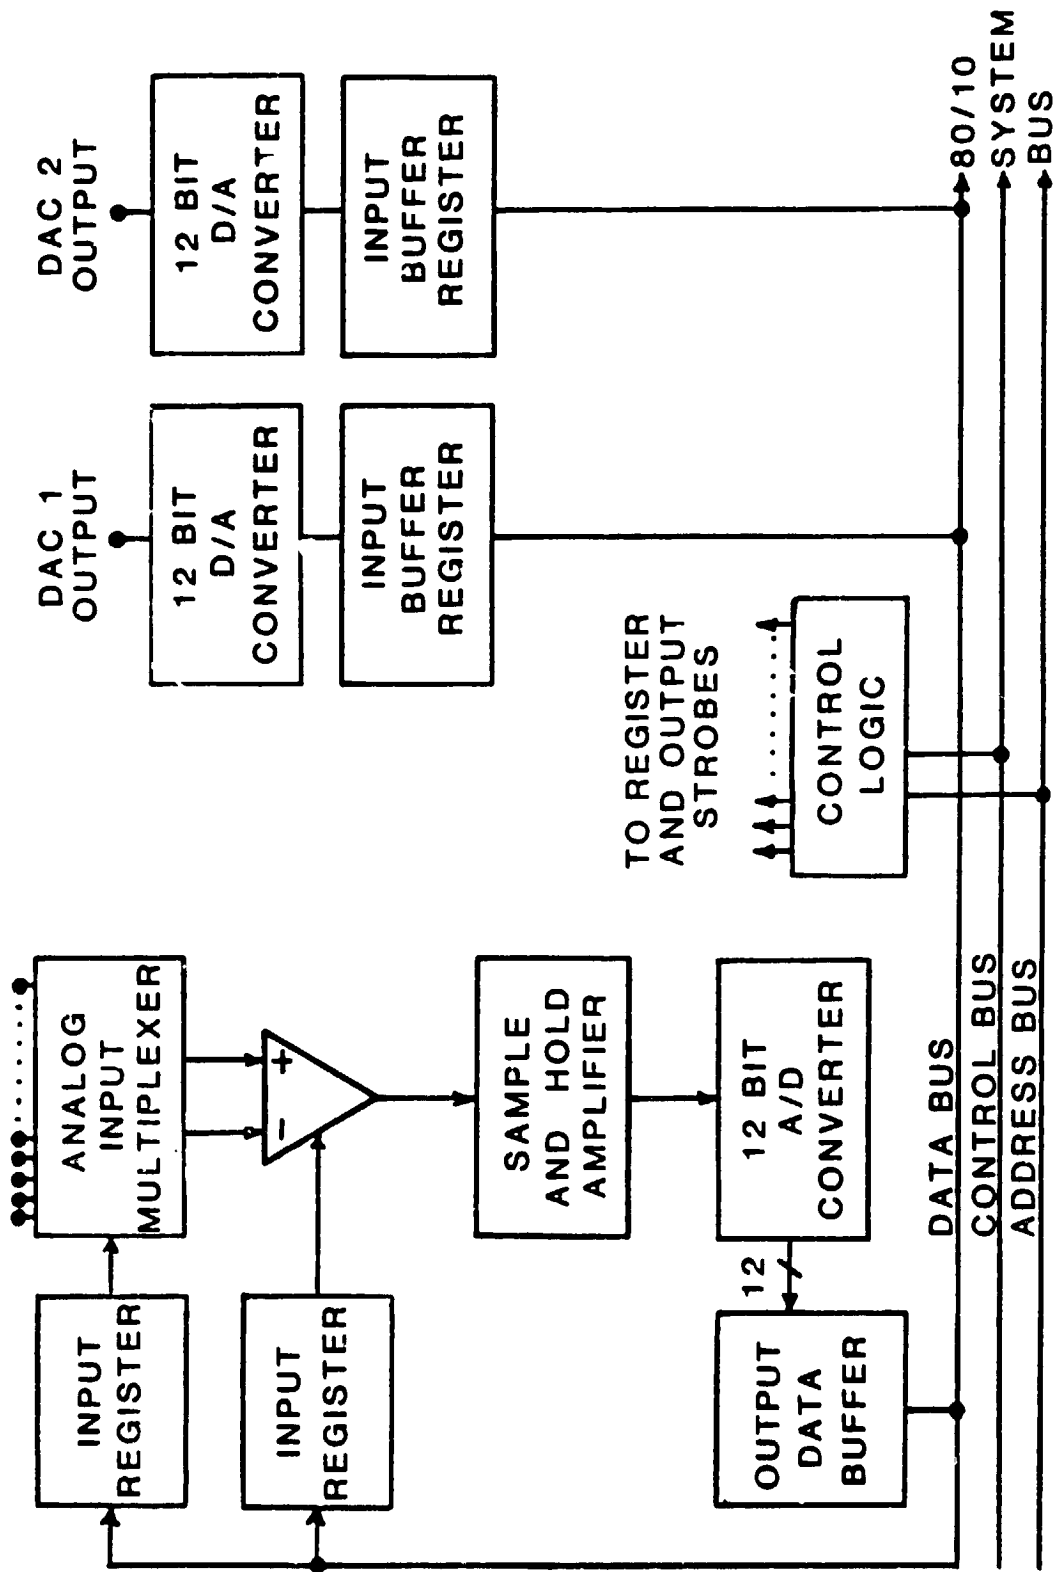 INPUT
REGISTER
ANALOG
INPUT
MULTIPLEXER
INPUT
REGISTER
−
+
SAMPLE
AND HOLD
AMPLIFIER
12
12 BIT
A/D
CONVERTER
OUTPUT
DATA
BUFFER
DATA BUS
CONTROL BUS
ADDRESS BUS
TO REGISTER
AND OUTPUT
STROBES
CONTROL
LOGIC
DAC 1
OUTPUT
12 BIT
D/A
CONVERTER
INPUT
BUFFER
REGISTER
DAC 2
OUTPUT
12 BIT
D/A
CONVERTER
INPUT
BUFFER
REGISTER
80/10
SYSTEM
BUS